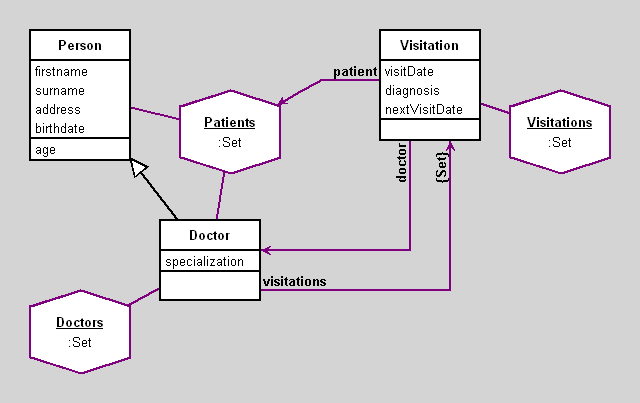 Person
firstname
surname
address
birthdate
age
patient
Visitation
visitDate
diagnosis
nextVisitDate
Patients
:Set
Visitations
:Set
doctor
{Set}
Doctor
specialization
visitations
Doctors
:Set